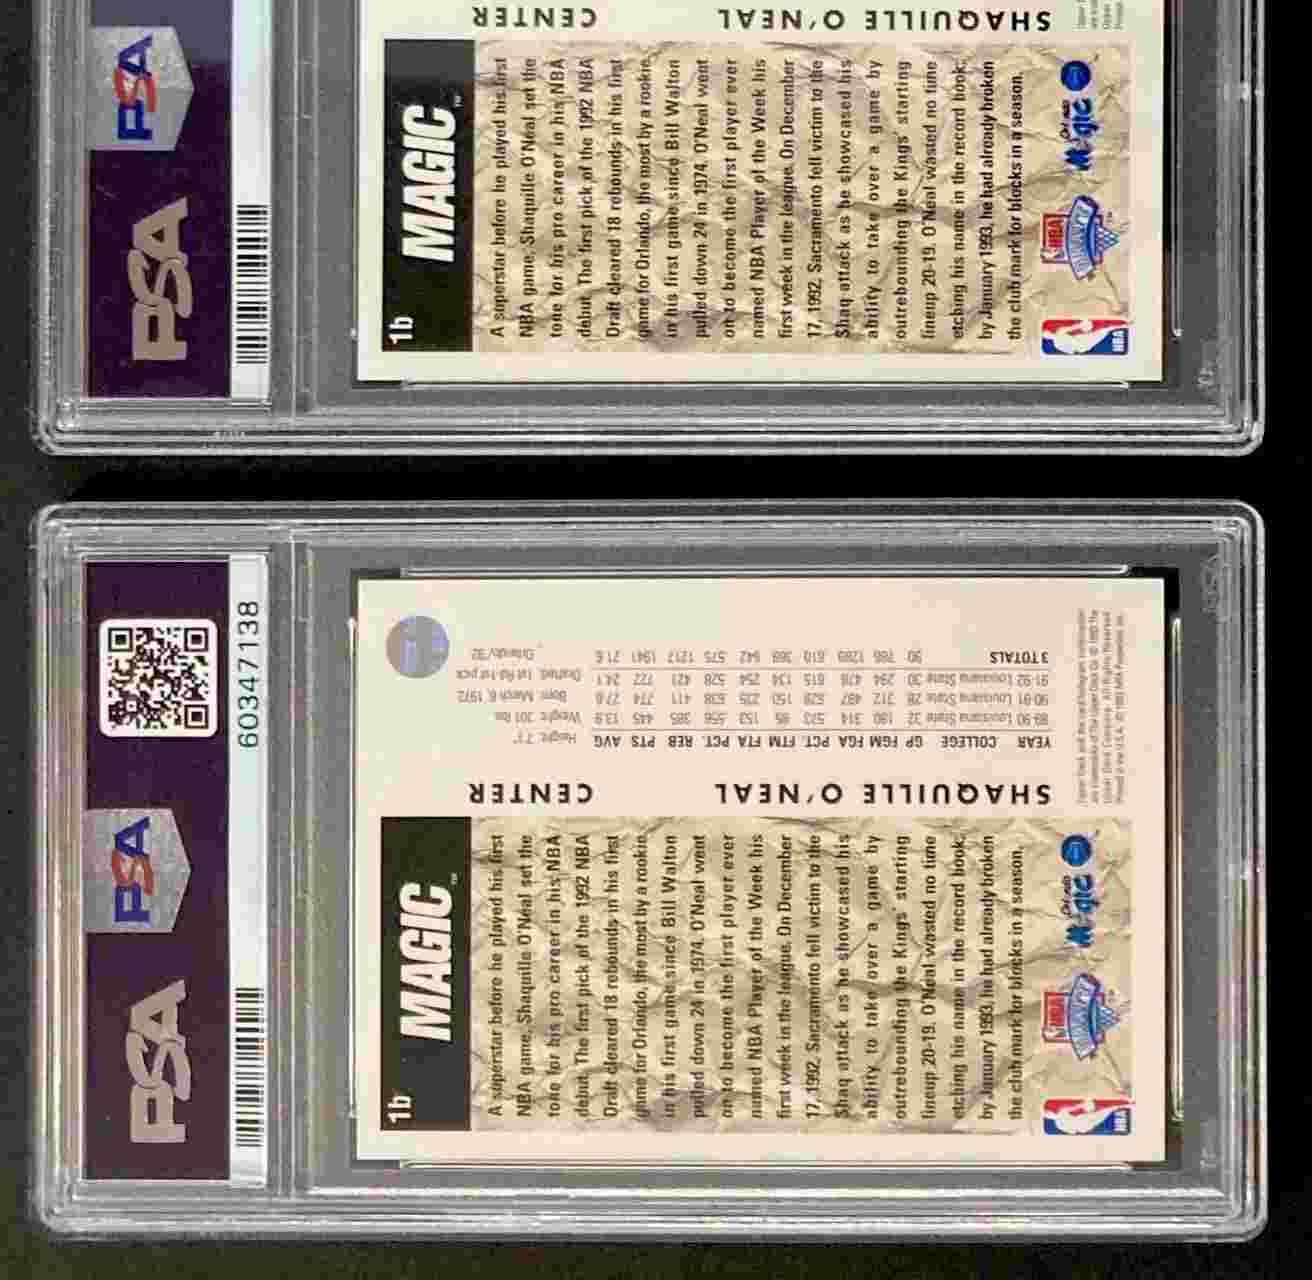 PSA
PSA
1b
MAGIC™
A superstar before he played his first
NBA game, Shaquille O'Neal set the
tone for his pro career in his NBA
debut. The first pick of the 1992 NBA
Draft cleared 18 rebounds in his first
game for Orlando, the most by a rookie
in his first game since Bill Walton
pulled down 24 in 1974. O'Neal went
on to become the first player ever
named NBA Player of the Week his
first week in the league. On December
17, 1992, Sacramento fell victim to the
Shaq attack as he showcased his
ability to take over a game by
outrebounding the Kings' starting
lineup 20-19. O'Neal wasted no time
etching his name in the record book;
by January 1993, he had already broken
the club mark for blocks in a season.
NBA
NBA
Magic
SHAQUILLE O'NEAL CENTER
PSA
PSA
60347138
1b
MAGIC™
A superstar before he played his first
NBA game, Shaquille O'Neal set the
tone for his pro career in his NBA
debut. The first pick of the 1992 NBA
Draft cleared 18 rebounds in his first
game for Orlando, the most by a rookie
in his first game since Bill Walton
pulled down 24 in 1974. O'Neal went
on to become the first player ever
named NBA Player of the Week his
first week in the league. On December
17, 1992, Sacramento fell victim to the
Shaq attack as he showcased his
ability to take over a game by
outrebounding the Kings' starting
lineup 20-19. O'Neal wasted no time
etching his name in the record book;
by January 1993, he had already broken
the club mark for blocks in a season.
NBA
NBA
Magic
SHAQUILLE O'NEAL CENTER
YEAR COLLEGE GP FGM FGA PCT. FTM FTA PCT. REB PTS AVG
89-90 Louisiana State 32 180 314 .573 85 153 .556 385 445 13.9
90-91 Louisiana State 28 312 497 .628 150 235 .638 411 774 27.6
91-92 Louisiana State 30 294 478 .615 134 254 .528 421 722 24.1
3 TOTALS 90 786 1289 .610 369 642 .575 1217 1941 21.6
Height: 7'1"
Weight: 301 lbs.
Born: March 6, 1972
Drafted: 1st Rd-1st pick
Orlando/92